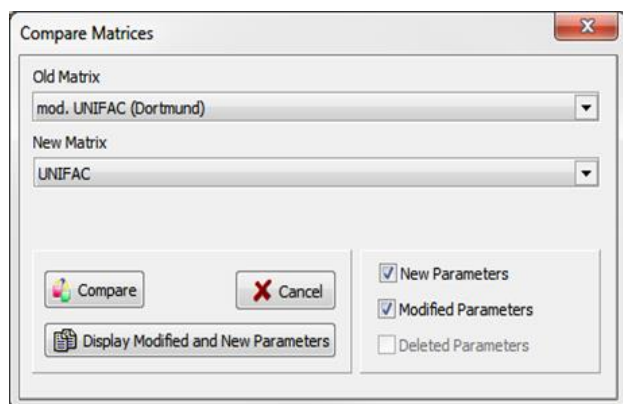 Compare Matrices
Old Matrix
mod. UNIFAC (Dortmund)
New Matrix
UNIFAC
Compare
Cancel
Display Modified and New Parameters
New Parameters
Modified Parameters
Deleted Parameters